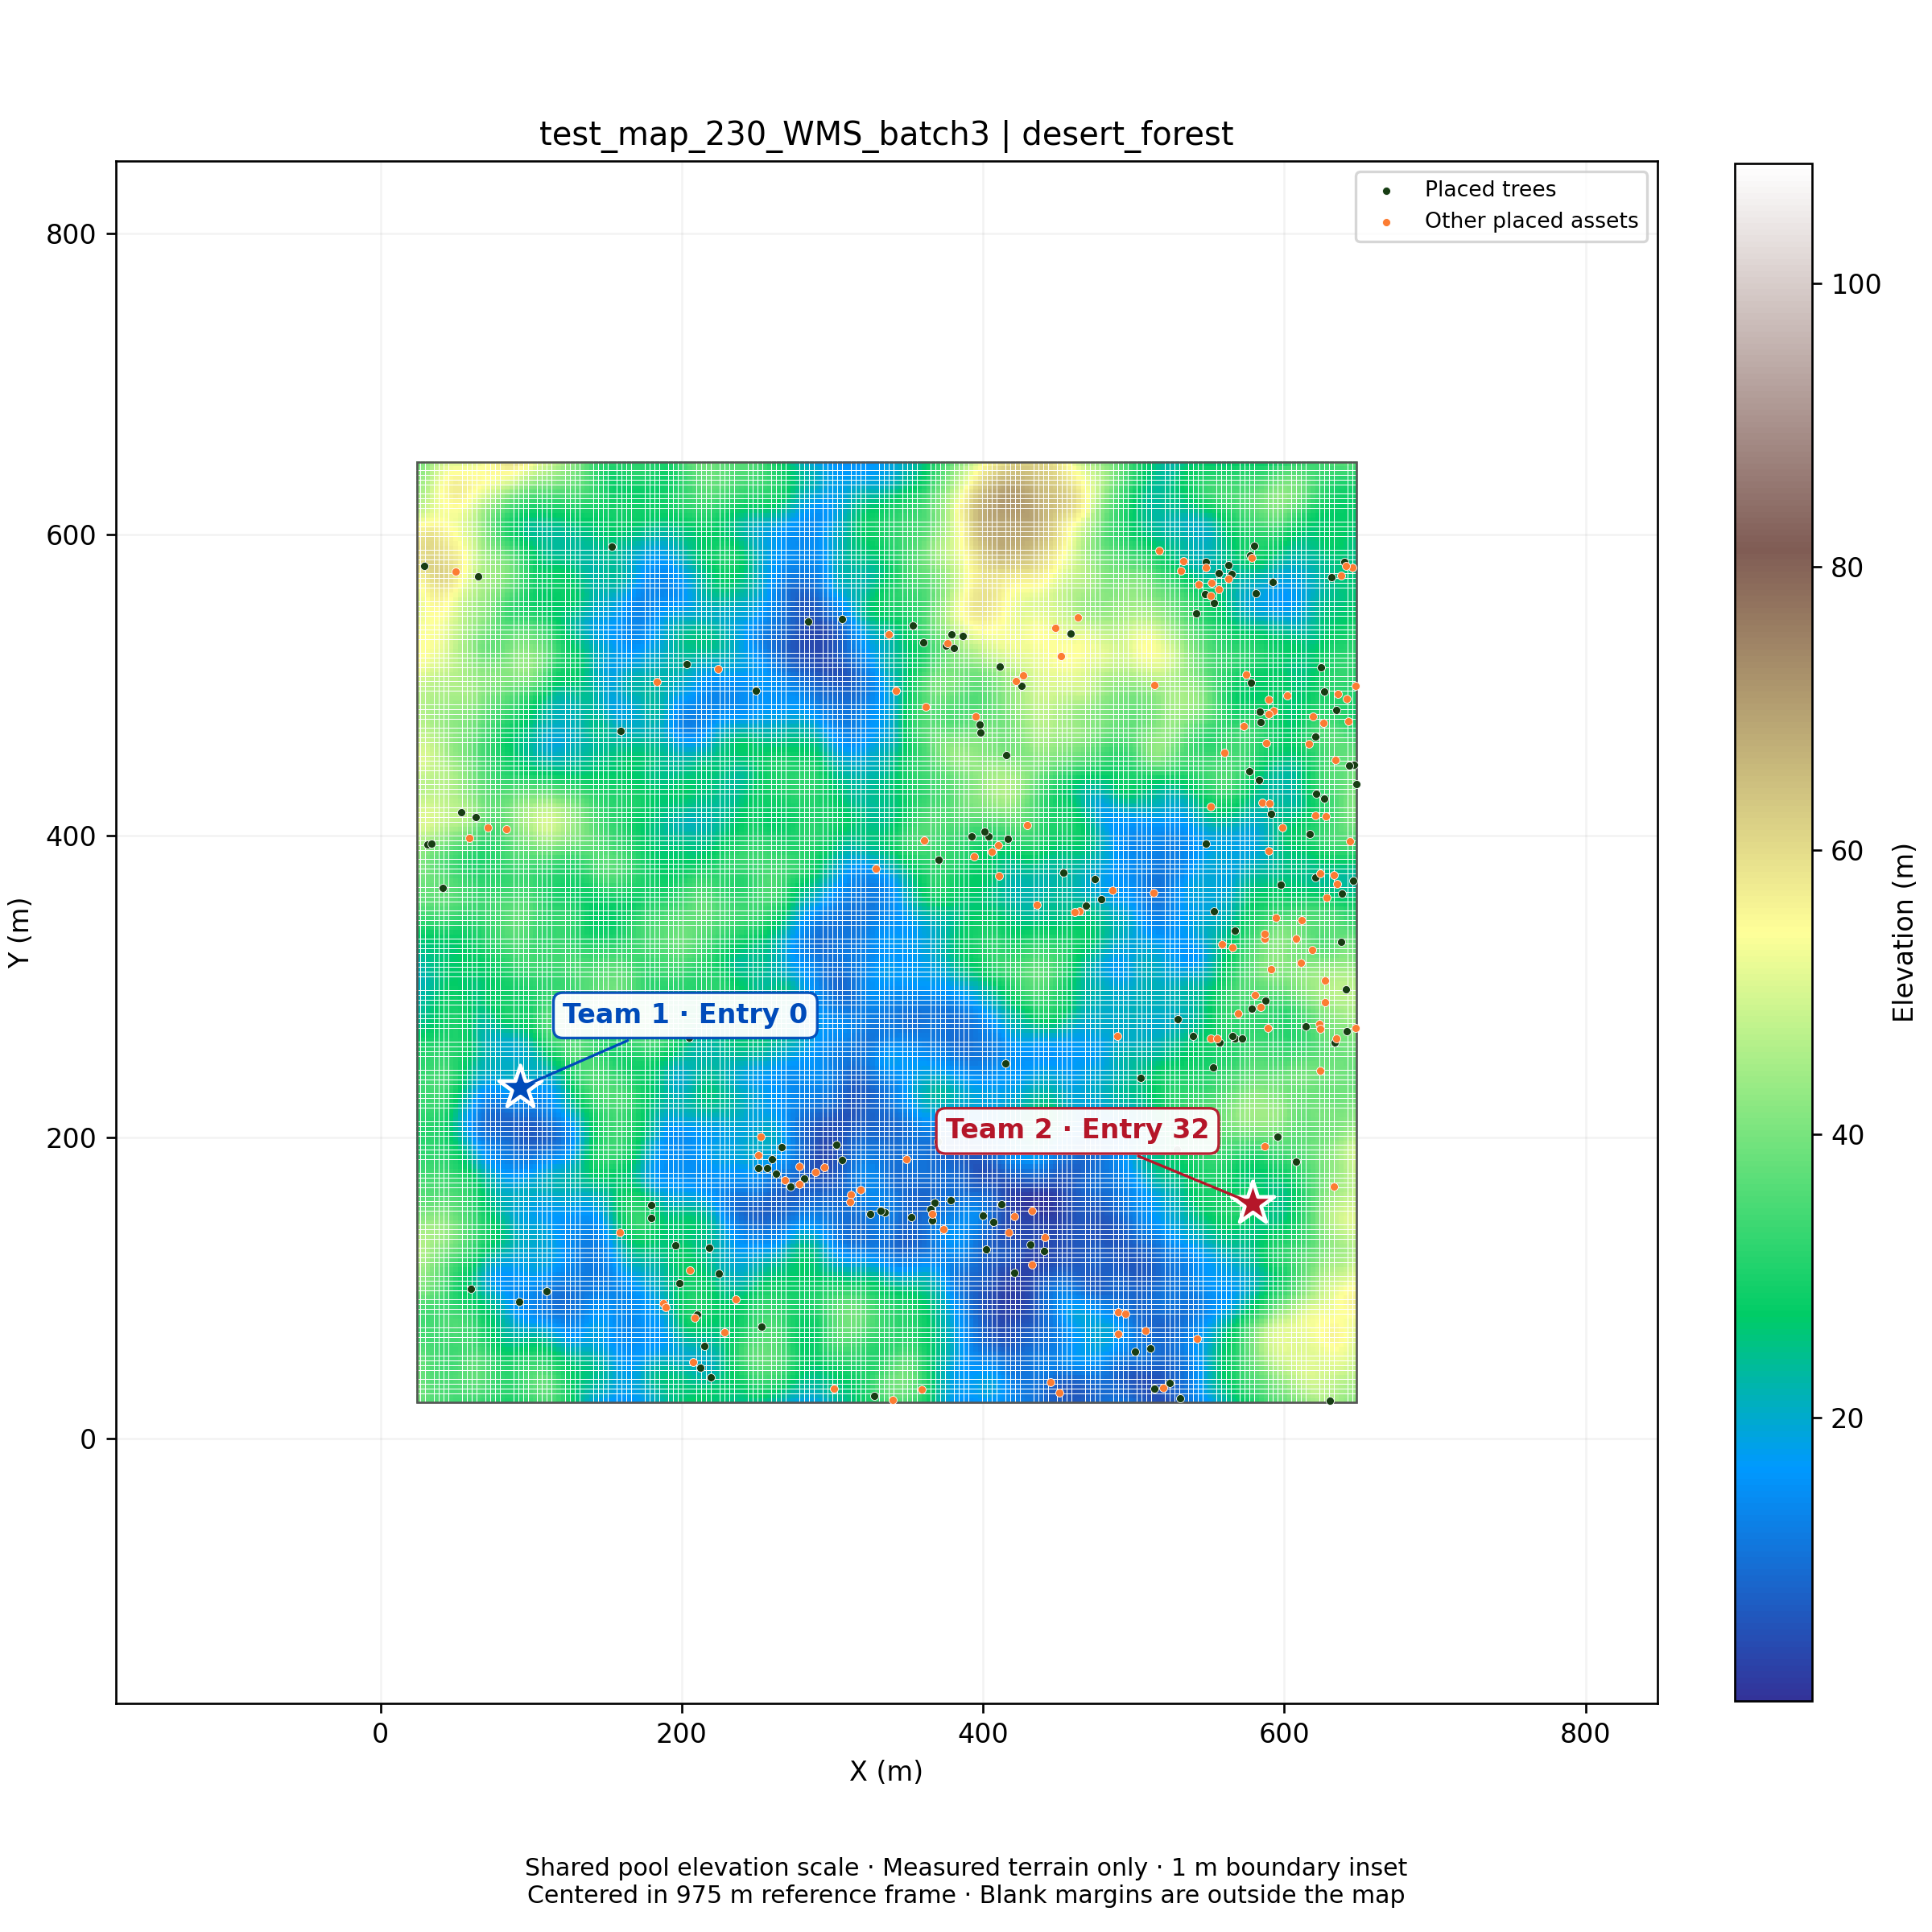 test_map_230_WMS_batch3 | desert_forest
Placed trees
Other placed assets
Team 1 · Entry 0
Team 2 · Entry 32
800
600
400
200
0
0
200
400
600
800
X (m)
Y (m)
100
80
60
40
20
Elevation (m)
Shared pool elevation scale · Measured terrain only · 1 m boundary inset
Centered in 975 m reference frame · Blank margins are outside the map